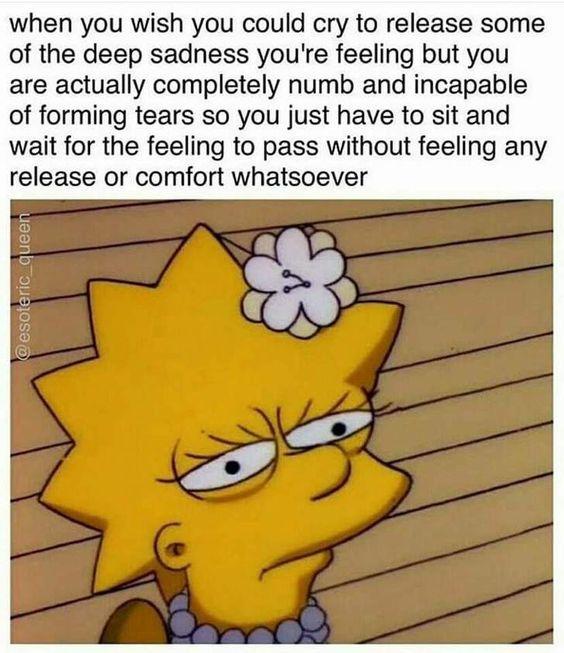 when you wish you could cry to release some
of the deep sadness you're feeling but you
are actually completely numb and incapable
of forming tears so you just have to sit and
wait for the feeling to pass without feeling any
release or comfort whatsoever
@esoteric_queen